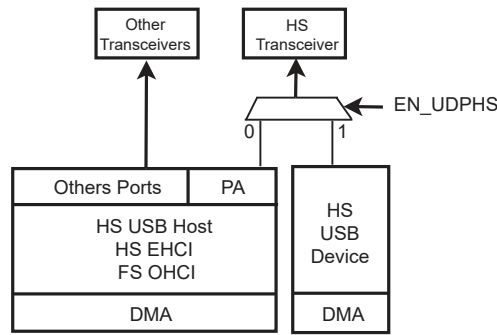 Other
Transceivers
HS
Transceiver
EN_UDPHS
0
1
Others Ports
PA
HS USB Host
HS EHCI
FS OHCI
DMA
HS
USB
Device
DMA